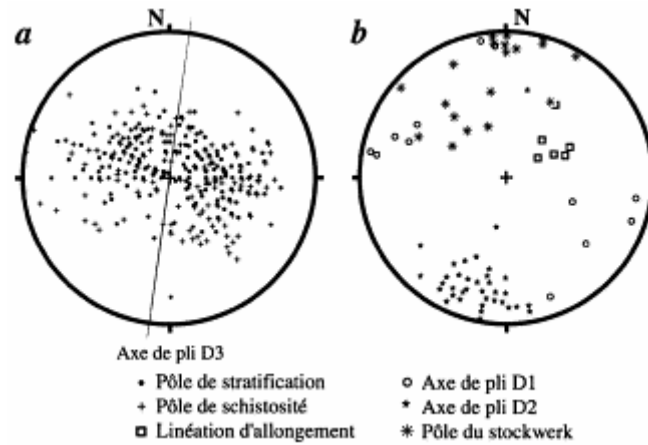 a
N
b
N
Axe de pli D3
Pôle de stratification
Pôle de schistosité
Linéation d'allongement
Axe de pli D1
Axe de pli D2
Pôle du stockwerk